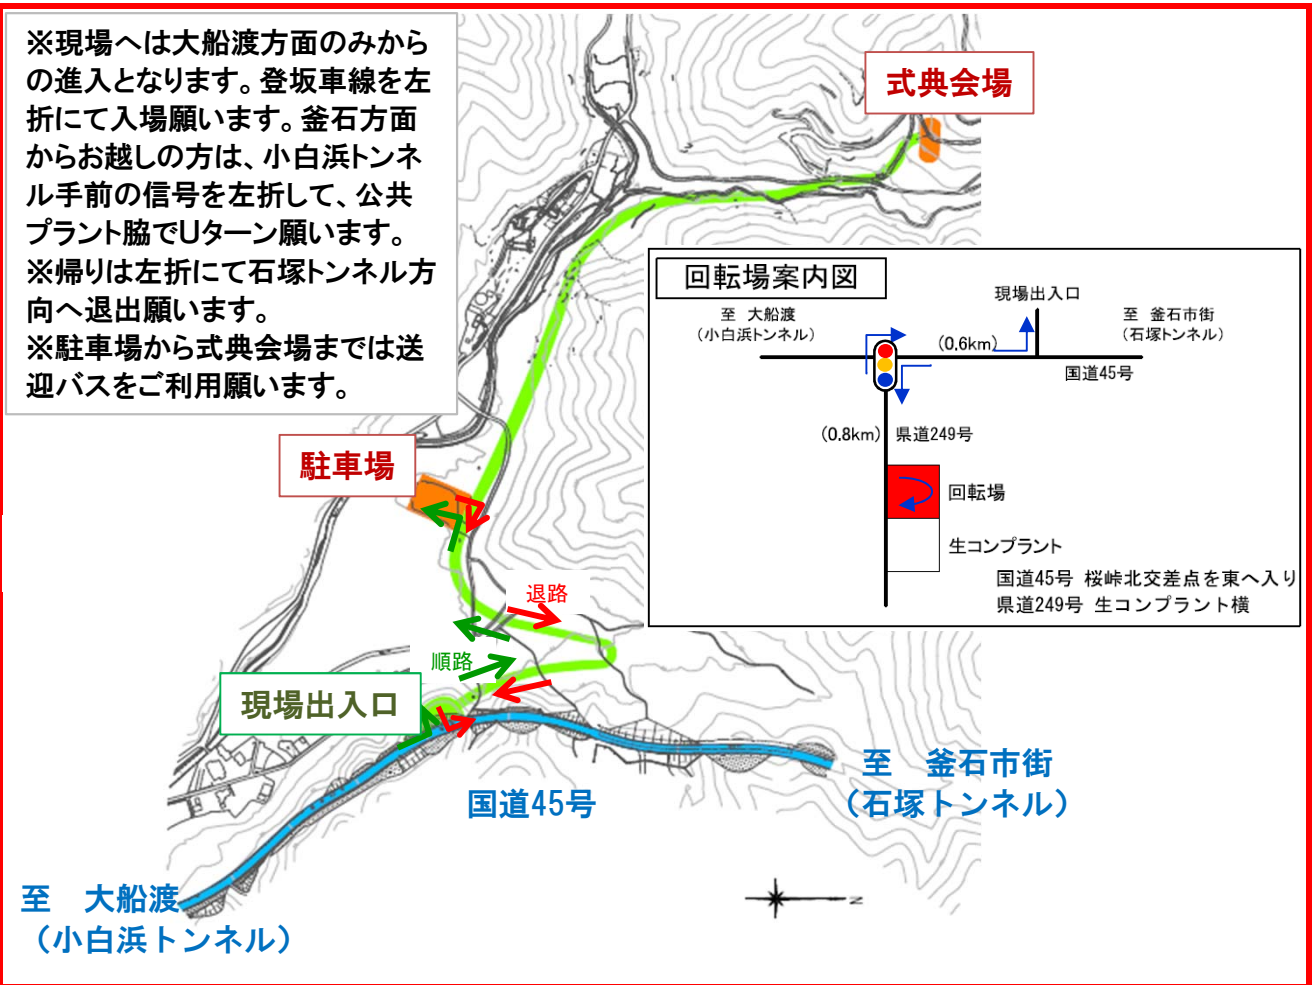 ※現場へは大船渡方面のみから
の進入となります。登坂車線を左
折にて入場願います。釜石方面
からお越しの方は、小白浜トンネ
ル手前の信号を左折して、公共
プラント脇でUターン願います。
※帰りは左折にて石塚トンネル方
向へ退出願います。
※駐車場から式典会場までは送
迎バスをご利用願います。
式典会場
回転場案内図
現場出入口
至 大船渡
（小白浜トンネル）
至 釜石市街
（石塚トンネル）
(0.6km)
国道45号
(0.8km)
県道249号
回転場
生コンプラント
国道45号 桜峠北交差点を東へ入り
県道249号 生コンプラント横
駐車場
退路
順路
現場出入口
国道45号
至 釜石市街
（石塚トンネル）
至 大船渡
（小白浜トンネル）
N